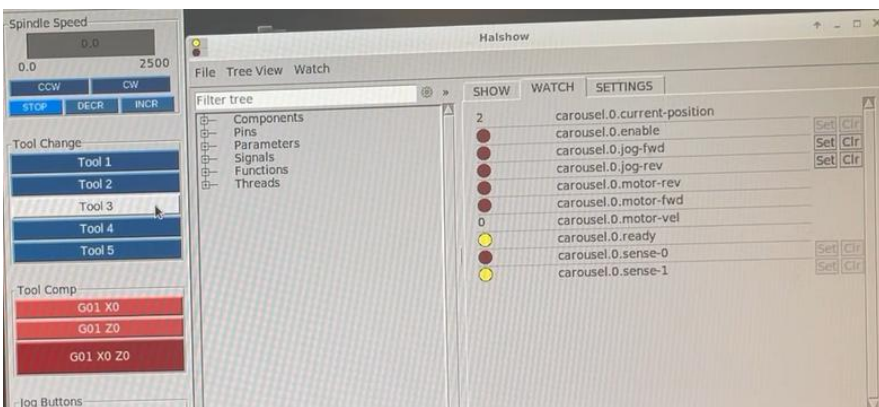 Spindle Speed
0.0
0.0 2500
CCW CW
STOP DECR INCR
Tool Change
Tool 1
Tool 2
Tool 3
Tool 4
Tool 5
Tool Comp
G01 X0
G01 Z0
G01 X0 Z0
Jog Buttons
Halshow
File Tree View Watch
Filter tree
Components
Pins
Parameters
Signals
Functions
Threads
SHOW WATCH SETTINGS
2 carousel.0.current-position
carousel.0.enable Set Clr
carousel.0.jog-fwd Set Clr
carousel.0.jog-rev Set Clr
carousel.0.motor-rev
carousel.0.motor-fwd
0 carousel.0.motor-vel
carousel.0.ready
carousel.0.sense-0 Set Clr
carousel.0.sense-1 Set Clr